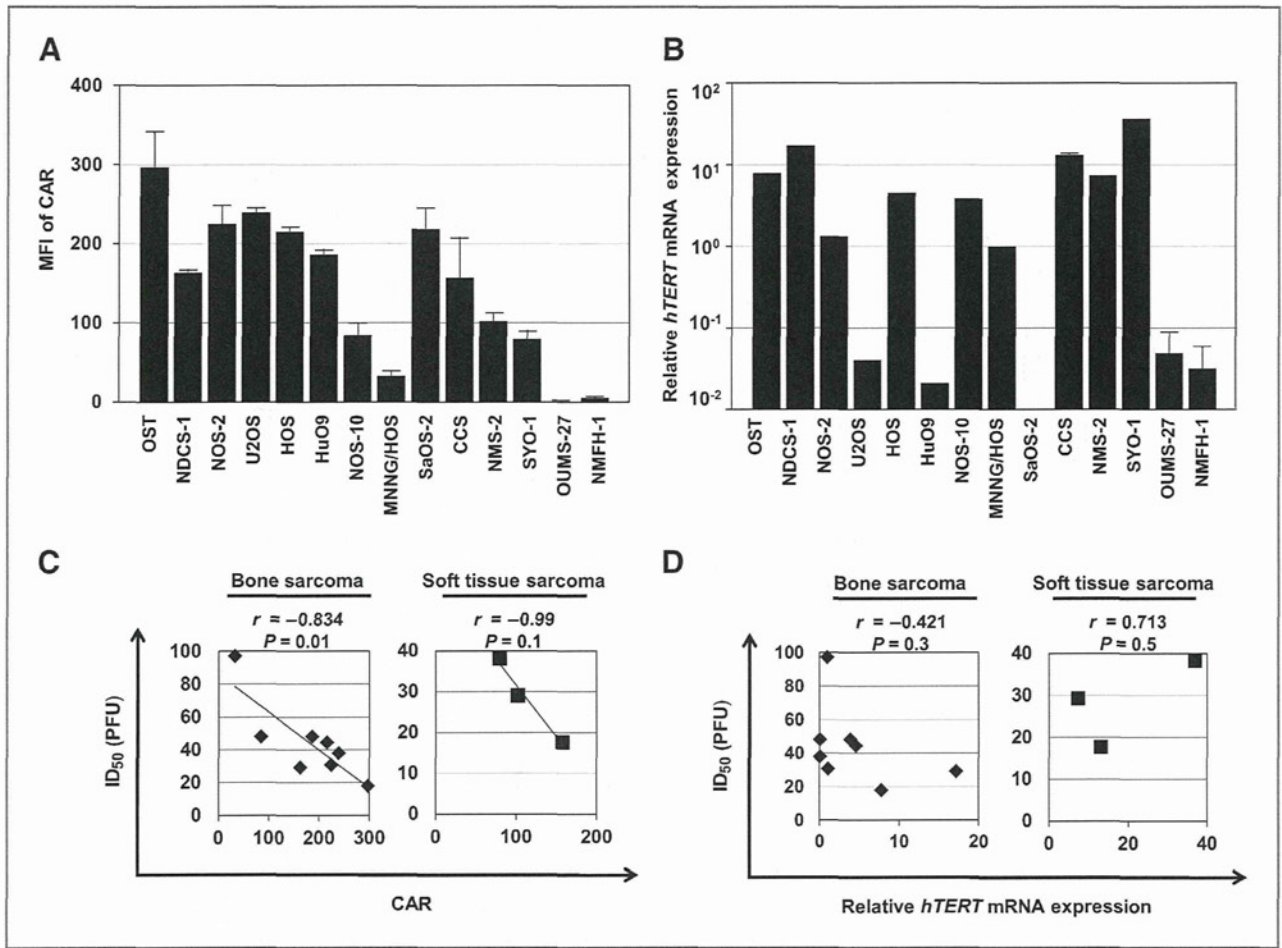 A
MFI of CAR
400
300
200
100
0
OST
NDCS-1
NOS-2
U2OS
HOS
HuO9
NOS-10
MNNG/HOS
SaOS-2
CCS
NMS-2
SYO-1
OUMS-27
NMFH-1
B
Relative hTERT mRNA expression
10²
10¹
10⁰
10⁻¹
10⁻²
OST
NDCS-1
NOS-2
U2OS
HOS
HuO9
NOS-10
MNNG/HOS
SaOS-2
CCS
NMS-2
SYO-1
OUMS-27
NMFH-1
C
Bone sarcoma
r = –0.834
P = 0.01
ID₅₀ (PFU)
100
80
60
40
20
0
0 100 200 300
Soft tissue sarcoma
r = –0.99
P = 0.1
40
30
20
10
0
0 100 200
CAR
D
Bone sarcoma
r = –0.421
P = 0.3
ID₅₀ (PFU)
100
80
60
40
20
0
0 10 20
Soft tissue sarcoma
r = 0.713
P = 0.5
40
30
20
10
0
0 20 40
Relative hTERT mRNA expression